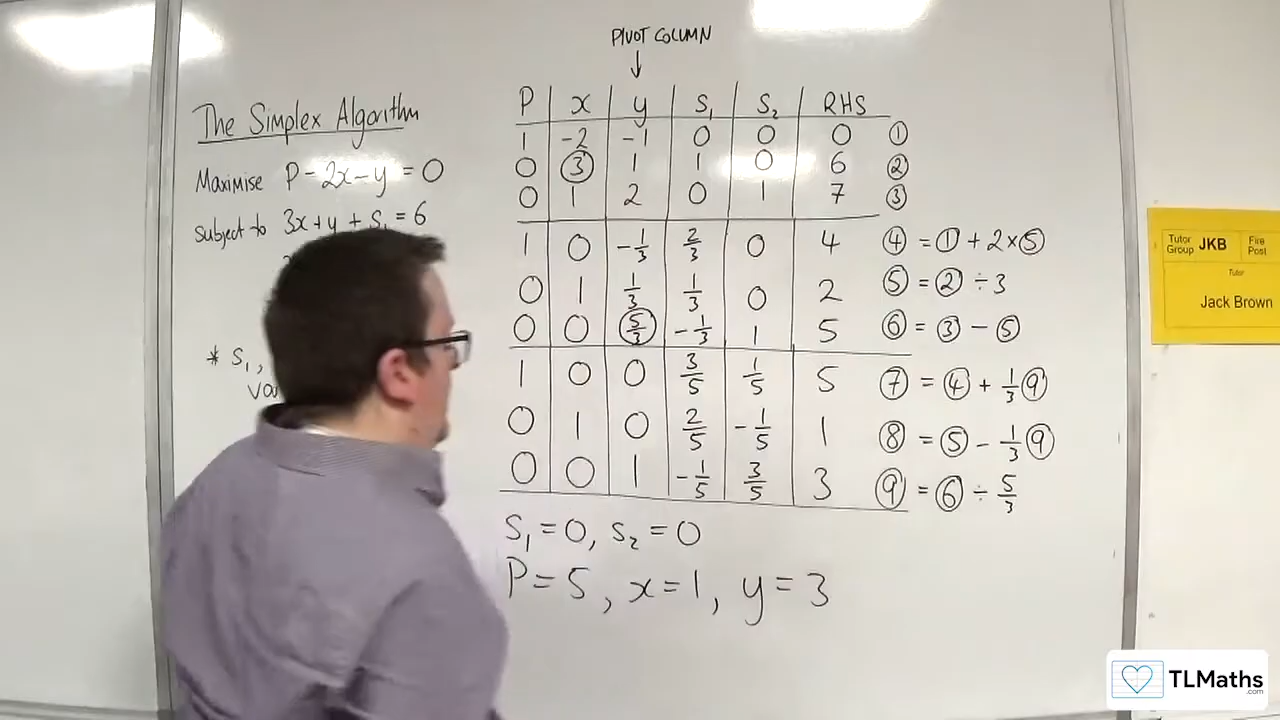 PIVOT COLUMN
↓
The Simplex Algorithm
Maximise P - 2x - y = 0
subject to 3x + y + S₁ = 6
* S₁,
P x y S₁ S₂ RHS
1 -2 -1 0 0 0 ①
0 ③ 1 1 0 6 ②
0 1 2 0 1 7 ③
1 0 -1/3 2/3 0 4 ④ = ① + 2×⑤
0 1 1/3 1/3 0 2 ⑤ = ② ÷ 3
0 0 (5/3) -1/3 1 5 ⑥ = ③ - ⑤
1 0 0 3/5 1/5 5 ⑦ = ④ + 1/3 ⑨
0 1 0 2/5 -1/5 1 ⑧ = ⑤ - 1/3 ⑨
0 0 1 -1/5 3/5 3 ⑨ = ⑥ ÷ 5/3
S₁ = 0, S₂ = 0
P = 5, x = 1, y = 3
Tutor Group JKB Fire Post
Tutor
Jack Brown
TLMaths
.com